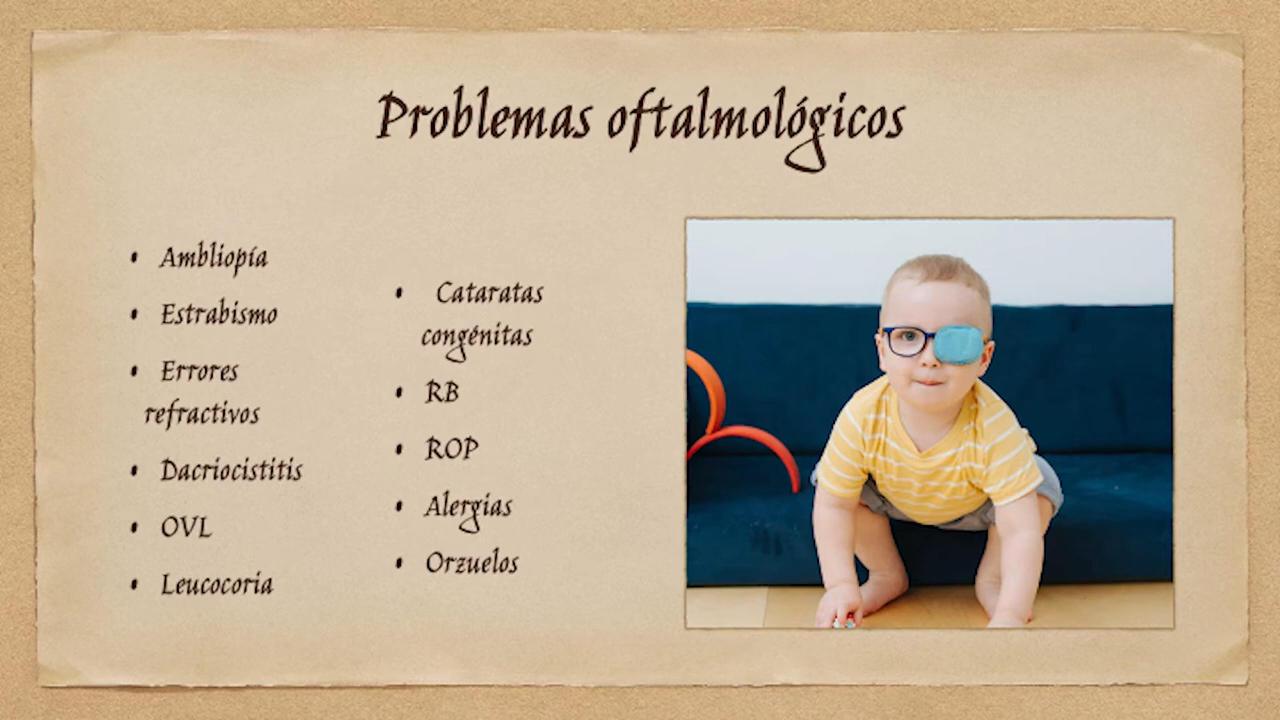 Problemas oftalmológicos
• Ambliopía
• Estrabismo
• Errores
refractivos
• Dacriocistitis
• OVL
• Leucocoria
• Cataratas
congénitas
• RB
• ROP
• Alergias
• Orzuelos